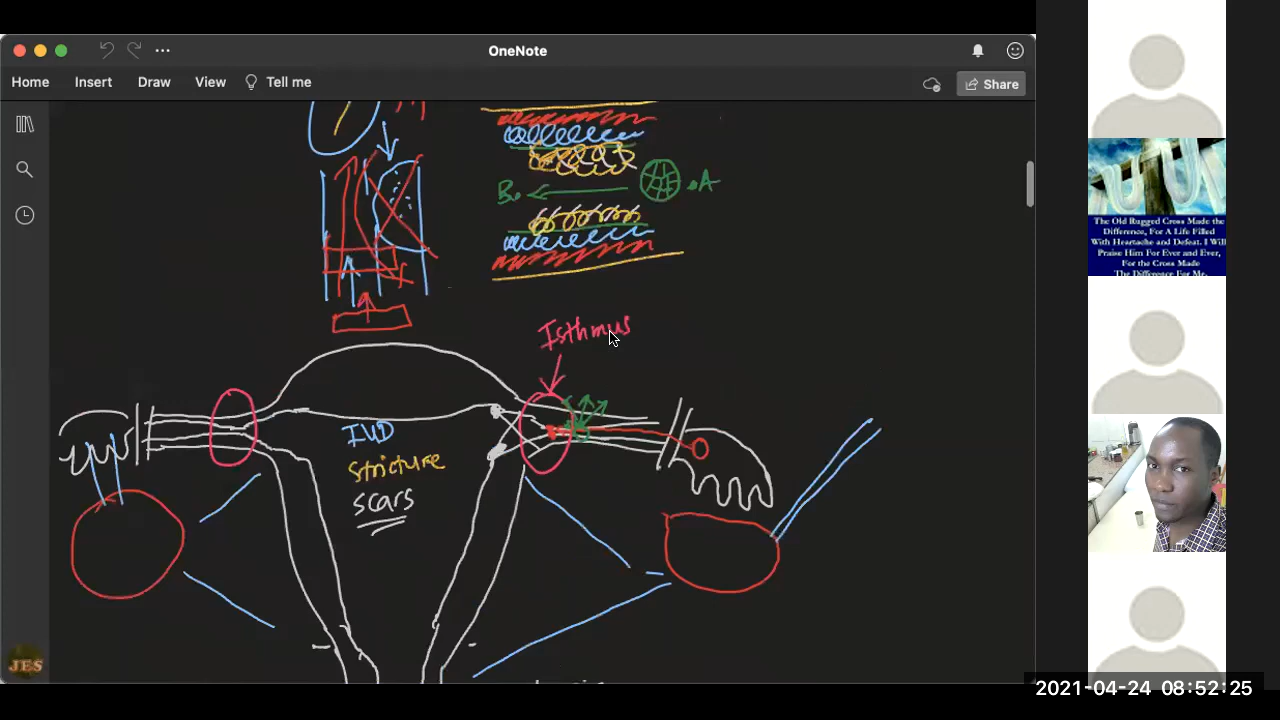 OneNote
Home Insert Draw View Tell me Share
B. .A
Isthmus
IUD
Stricture
scars
JES
The Old Rugged Cross Made the
Difference, For A Life Filled
With Heartache and Defeat. I Will
Praise Him For Ever and Ever,
For the Cross Made
The Difference For Me.
2021-04-24 08:52:25